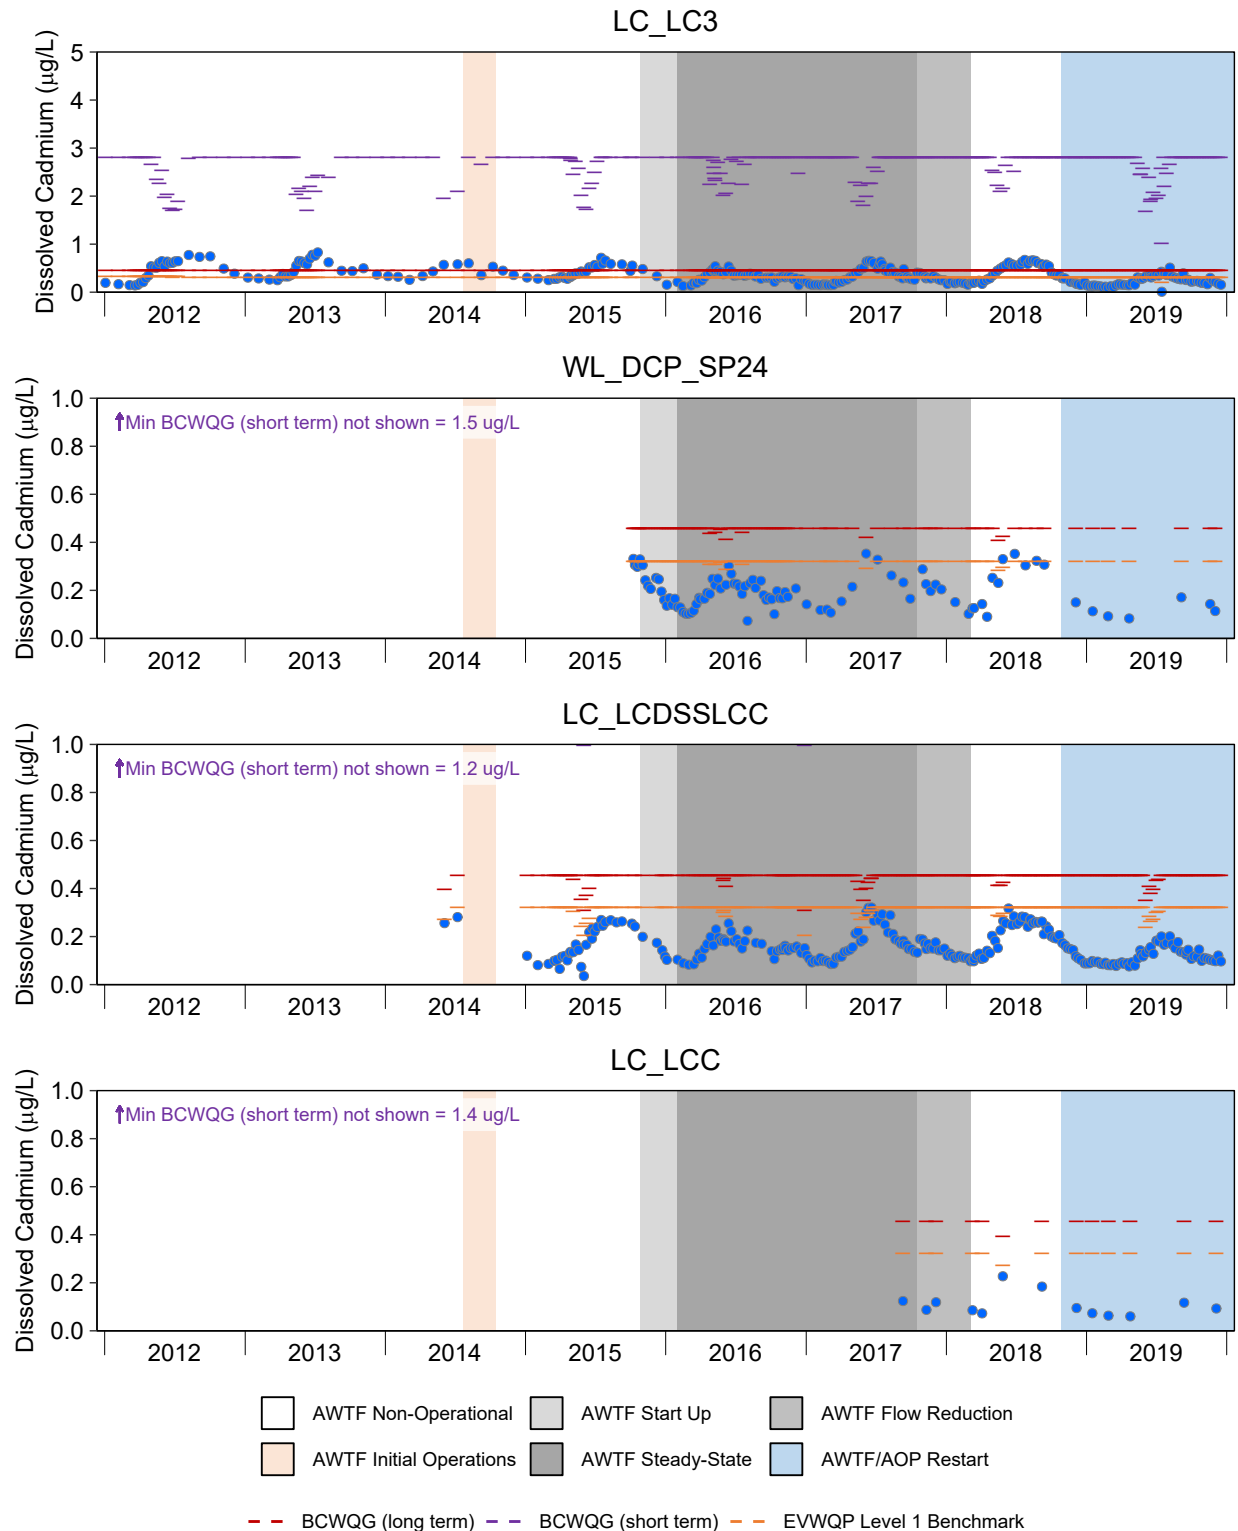 LC_LC3
Dissolved Cadmium (µg/L)
5
4
3
2
1
0
2012 2013 2014 2015 2016 2017 2018 2019
WL_DCP_SP24
Dissolved Cadmium (µg/L)
1.0
Min BCWQG (short term) not shown = 1.5 ug/L
0.8
0.6
0.4
0.2
0.0
2012 2013 2014 2015 2016 2017 2018 2019
LC_LCDSSLCC
Dissolved Cadmium (µg/L)
1.0
Min BCWQG (short term) not shown = 1.2 ug/L
0.8
0.6
0.4
0.2
0.0
2012 2013 2014 2015 2016 2017 2018 2019
LC_LCC
Dissolved Cadmium (µg/L)
1.0
Min BCWQG (short term) not shown = 1.4 ug/L
0.8
0.6
0.4
0.2
0.0
2012 2013 2014 2015 2016 2017 2018 2019
AWTF Non-Operational AWTF Start Up AWTF Flow Reduction
AWTF Initial Operations AWTF Steady-State AWTF/AOP Restart
BCWQG (long term) BCWQG (short term) EVWQP Level 1 Benchmark